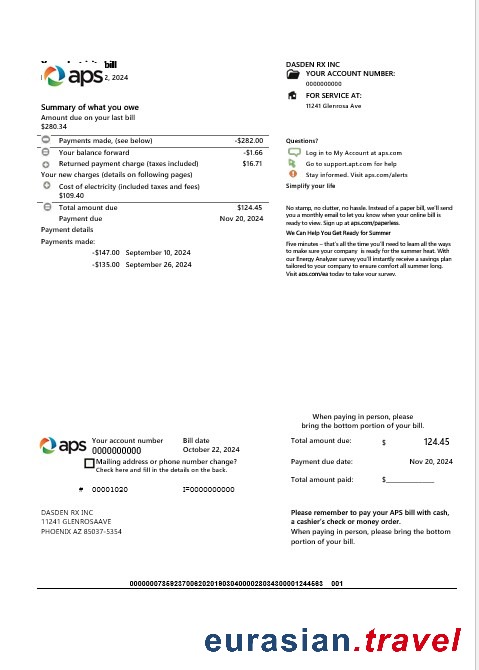 bill
aps 2, 2024
Summary of what you owe
Amount due on your last bill
$280.34
Payments made, (see below) -$282.00
Your balance forward -$1.66
Returned payment charge (taxes included) $16.71
Your new charges (details on following pages)
Cost of electricity (included taxes and fees)
$109.40
Total amount due $124.45
Payment due Nov 20, 2024
Payment details
Payments made:
-$147.00 September 10, 2024
-$135.00 September 26, 2024
DASDEN RX INC
YOUR ACCOUNT NUMBER:
0000000000
FOR SERVICE AT:
11241 Glenrosa Ave
Questions?
Log in to My Account at aps.com
Go to support.aptt.com for help
Stay informed. Visit aps.com/alerts
Simplify your life
No stamp, no clutter, no hassle. Instead of a paper bill, we'll send
you a monthly email to let you know when your online bill is
ready to view. Sign up at aps.com/paperless.
We Can Help You Get Ready for Summer
Five minutes – that's all the time you'll need to learn all the ways
to make sure your company is ready for the summer heat. With
our Energy Analyzer survey you'll instantly receive a savings plan
tailored to your company to ensure comfort all summer long.
Visit aps.com/ea today to take your survey.
When paying in person, please
bring the bottom portion of your bill.
aps
Your account number Bill date
0000000000 October 22, 2024
Mailing address or phone number change?
Check here and fill in the details on the back.
# 00001020 I=0000000000
Total amount due: $ 124.45
Payment due date: Nov 20, 2024
Total amount paid: $
DASDEN RX INC
11241 GLENROSAAVE
PHOENIX AZ 85037-5354
Please remember to pay your APS bill with cash,
a cashier's check or money order.
When paying in person, please bring the bottom
portion of your bill.
001
eurasian.travel